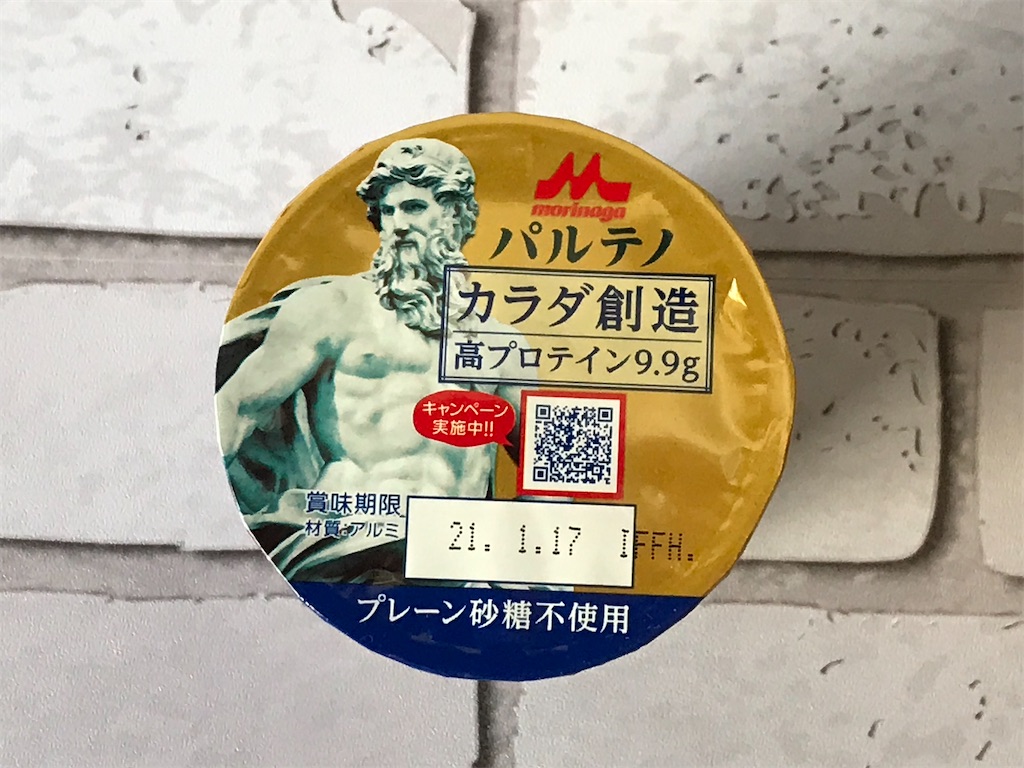 morinaga
パルテノ
カラダ創造
高プロテイン9.9g
キャンペーン
実施中!!
賞味期限
材質:アルミ
21. 1.17 IFFH.
プレーン砂糖不使用